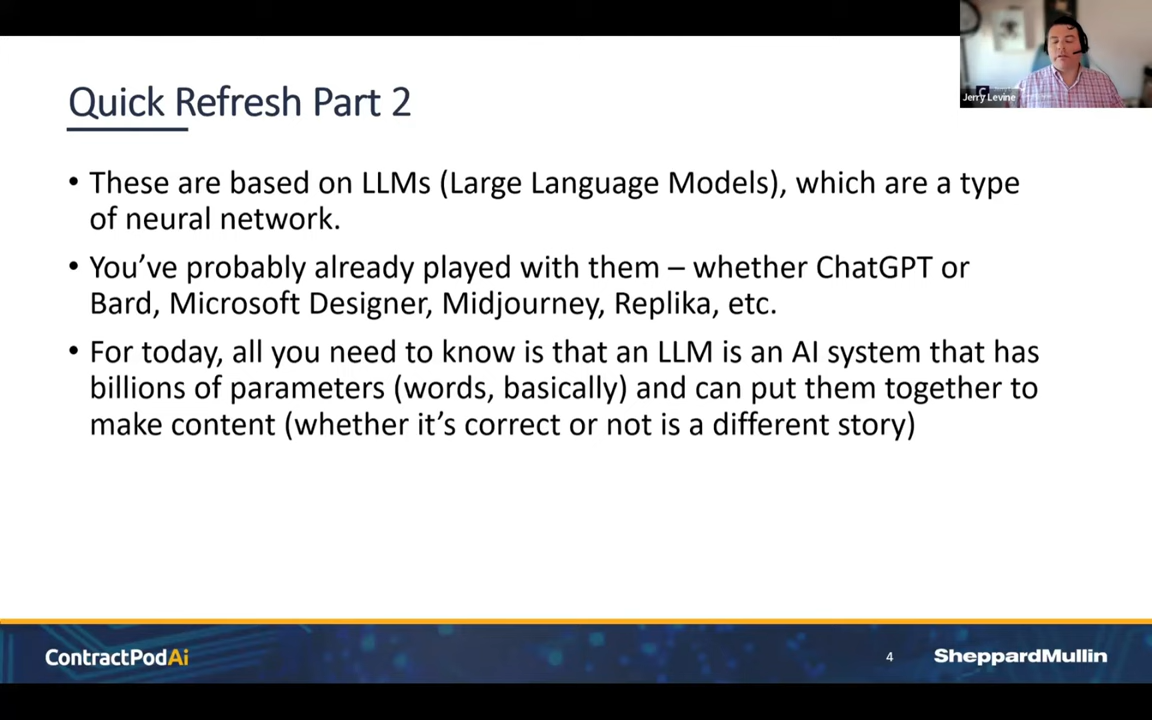 Quick Refresh Part 2
Jerry Levine
• These are based on LLMs (Large Language Models), which are a type
of neural network.
• You’ve probably already played with them – whether ChatGPT or
Bard, Microsoft Designer, Midjourney, Replika, etc.
• For today, all you need to know is that an LLM is an AI system that has
billions of parameters (words, basically) and can put them together to
make content (whether it’s correct or not is a different story)
ContractPodAi
4
SheppardMullin